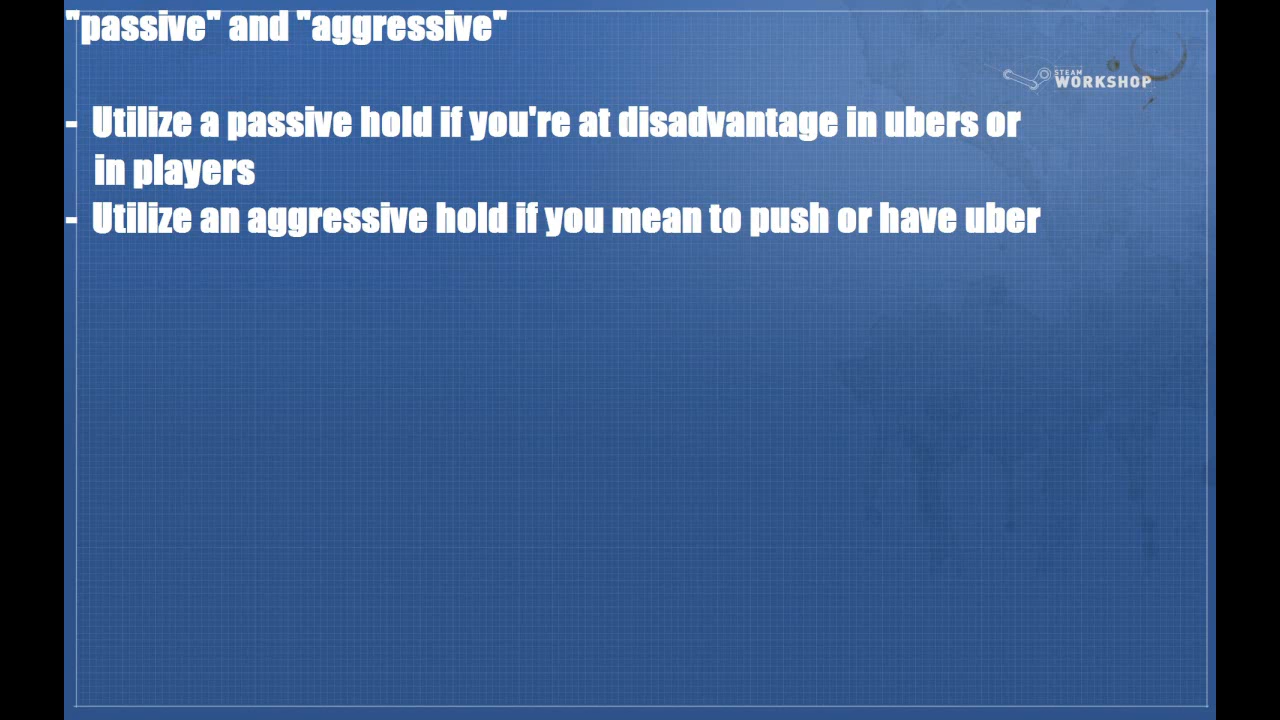 "passive" and "aggressive"
STEAM
WORKSHOP
- Utilize a passive hold if you're at disadvantage in ubers or
in players
- Utilize an aggressive hold if you mean to push or have uber